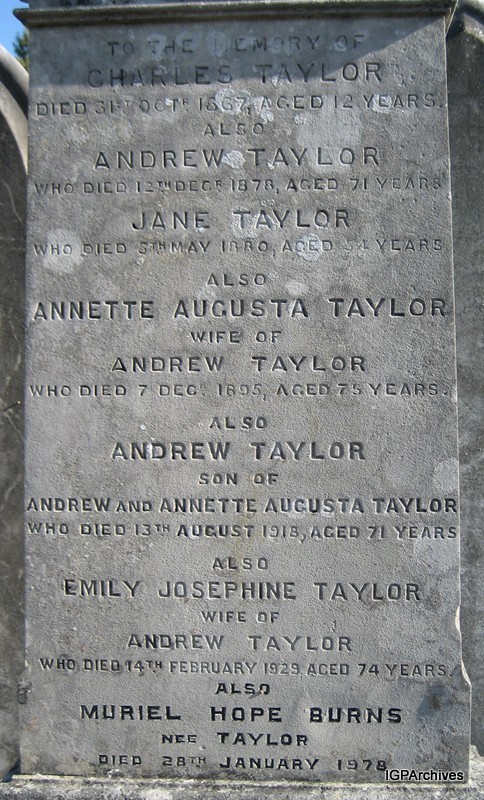 TO THE MEMORY OF
CHARLES TAYLOR
DIED 31ST OCTR 1867, AGED 12 YEARS.
ALSO
ANDREW TAYLOR
WHO DIED 12TH DECR 1878, AGED 71 YEARS
JANE TAYLOR
WHO DIED 5TH MAY 1880, AGED 54 YEARS
ALSO
ANNETTE AUGUSTA TAYLOR
WIFE OF
ANDREW TAYLOR
WHO DIED 7 DECR 1895, AGED 75 YEARS.
ALSO
ANDREW TAYLOR
SON OF
ANDREW AND ANNETTE AUGUSTA TAYLOR
WHO DIED 13TH AUGUST 1918, AGED 71 YEARS
ALSO
EMILY JOSEPHINE TAYLOR
WIFE OF
ANDREW TAYLOR
WHO DIED 14TH FEBRUARY 1929, AGED 74 YEARS.
ALSO
MURIEL HOPE BURNS
NEE TAYLOR
DIED 28TH JANUARY 1978
IGPArchives